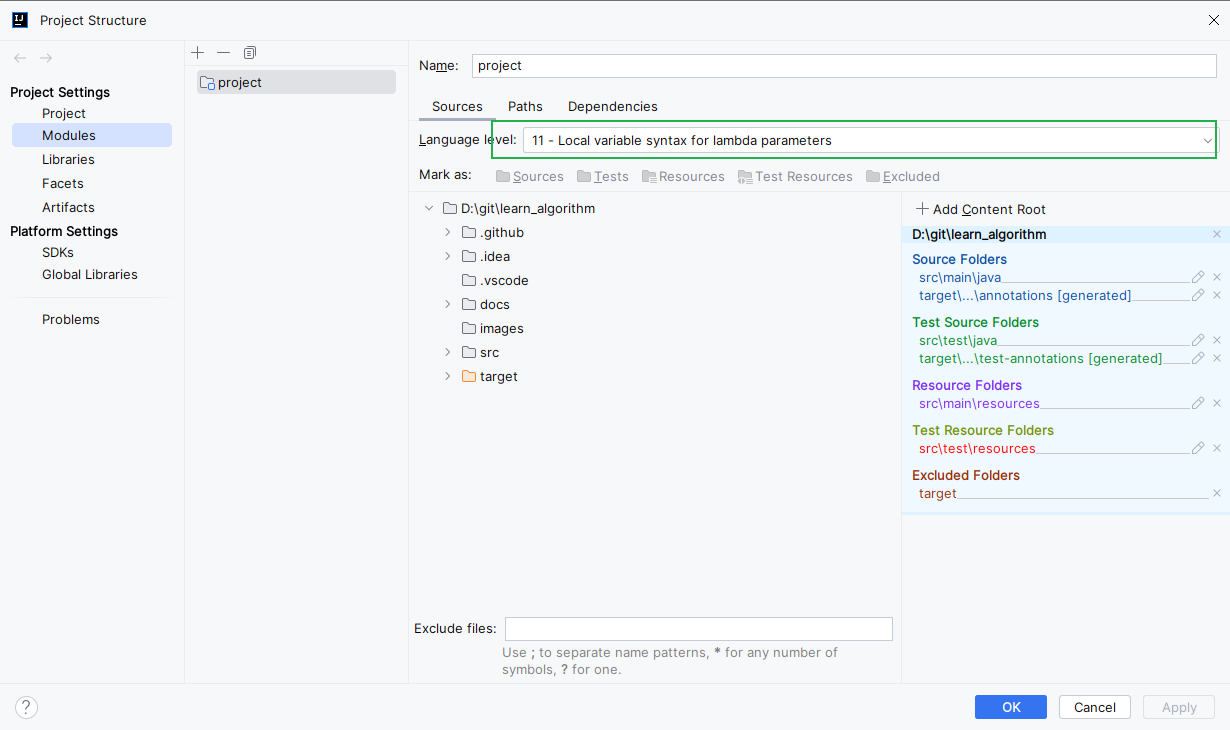 Project Structure
Project Settings
Project
Modules
Libraries
Facets
Artifacts
Platform Settings
SDKs
Global Libraries
Problems
project
Name: project
Sources Paths Dependencies
Language level: 11 - Local variable syntax for lambda parameters
Mark as: Sources Tests Resources Test Resources Excluded
D:\git\learn_algorithm
.github
.idea
.vscode
docs
images
src
target
Add Content Root
D:\git\learn_algorithm
Source Folders
src\main\java
target\...\annotations [generated]
Test Source Folders
src\test\java
target\...\test-annotations [generated]
Resource Folders
src\main\resources
Test Resource Folders
src\test\resources
Excluded Folders
target
Exclude files:
Use ; to separate name patterns, * for any number of
symbols, ? for one.
? OK Cancel Apply